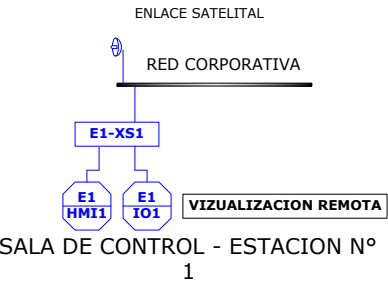 ENLACE SATELITAL
RED CORPORATIVA
E1-XS1
E1
HMI1
E1
IO1
VIZUALIZACION REMOTA
SALA DE CONTROL - ESTACION N°
1